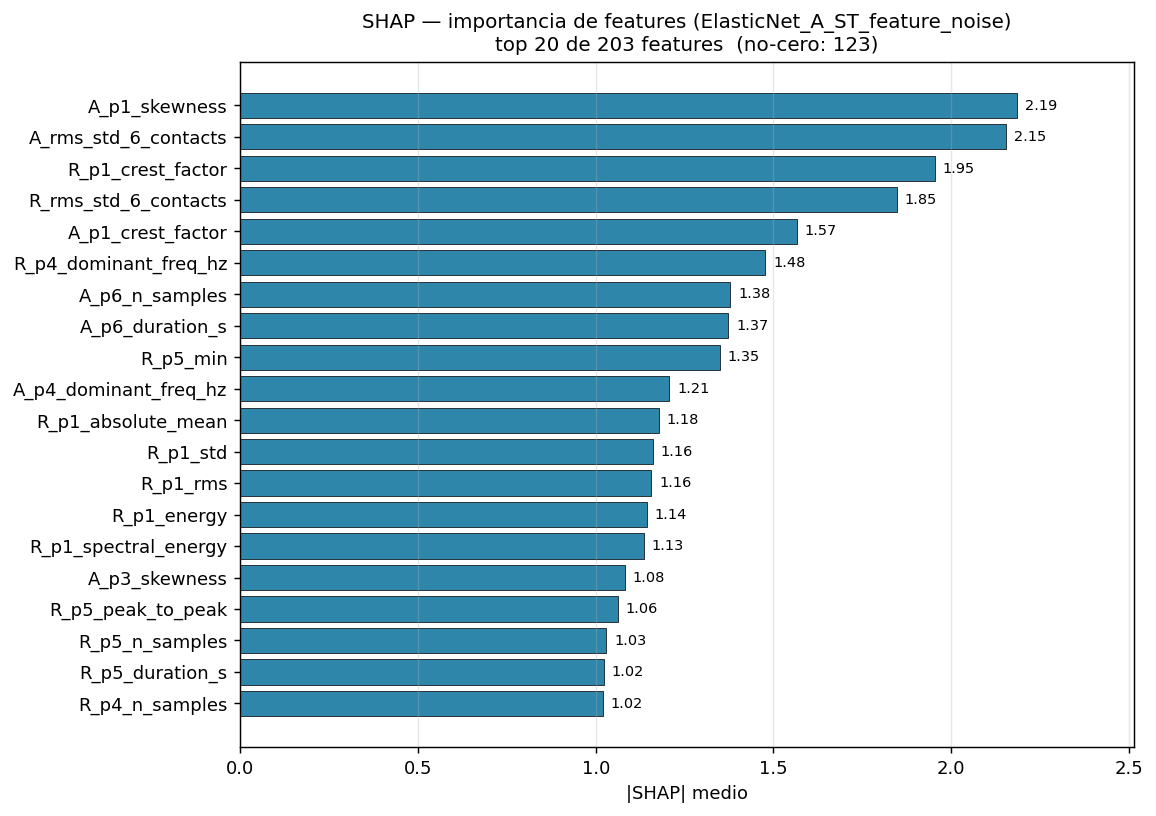 SHAP — importancia de features (ElasticNet_A_ST_feature_noise)
top 20 de 203 features  (no-cero: 123)
A_p1_skewness 2.19
A_rms_std_6_contacts 2.15
R_p1_crest_factor 1.95
R_rms_std_6_contacts 1.85
A_p1_crest_factor 1.57
R_p4_dominant_freq_hz 1.48
A_p6_n_samples 1.38
A_p6_duration_s 1.37
R_p5_min 1.35
A_p4_dominant_freq_hz 1.21
R_p1_absolute_mean 1.18
R_p1_std 1.16
R_p1_rms 1.16
R_p1_energy 1.14
R_p1_spectral_energy 1.13
A_p3_skewness 1.08
R_p5_peak_to_peak 1.06
R_p5_n_samples 1.03
R_p5_duration_s 1.02
R_p4_n_samples 1.02
0.0 0.5 1.0 1.5 2.0 2.5
|SHAP| medio